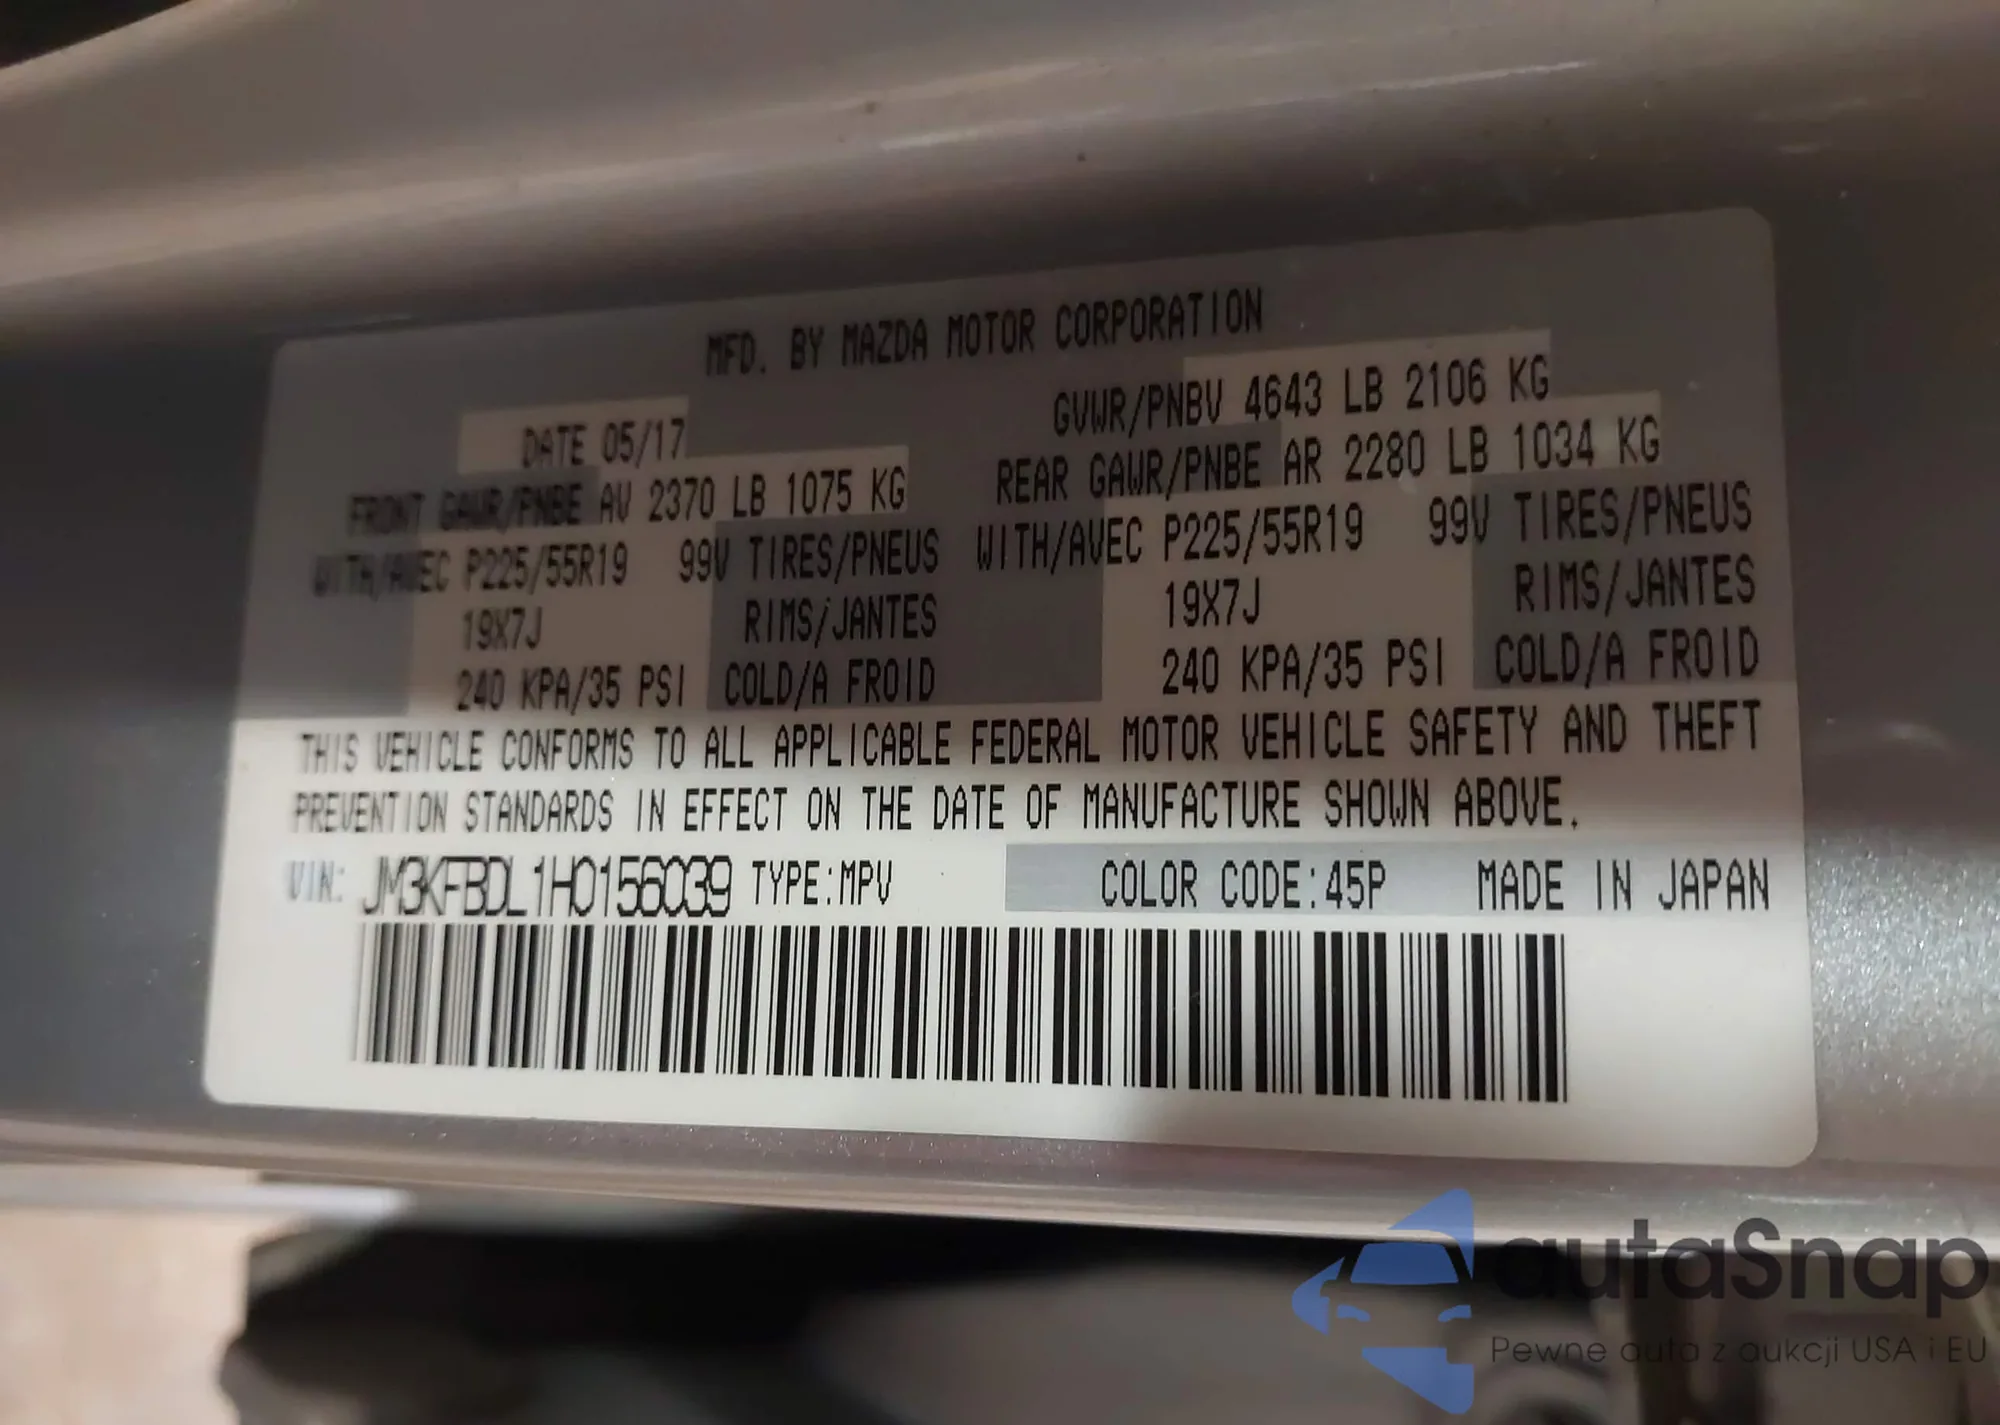 MFD. BY MAZDA MOTOR CORPORATION
DATE 05/17 GVWR/PNBV 4643 LB 2106 KG
FRONT GAWR/PNBE AV 2370 LB 1075 KG REAR GAWR/PNBE AR 2280 LB 1034 KG
WITH/AVEC P225/55R19 99V TIRES/PNEUS WITH/AVEC P225/55R19 99V TIRES/PNEUS
19X7J RIMS/JANTES 19X7J RIMS/JANTES
240 KPA/35 PSI COLD/A FROID 240 KPA/35 PSI COLD/A FROID
THIS VEHICLE CONFORMS TO ALL APPLICABLE FEDERAL MOTOR VEHICLE SAFETY AND THEFT
PREVENTION STANDARDS IN EFFECT ON THE DATE OF MANUFACTURE SHOWN ABOVE.
VIN: JM3KFBDL1H0156039 TYPE:MPV COLOR CODE:45P MADE IN JAPAN
autaSnap
Pewne auta z aukcji USA i EU